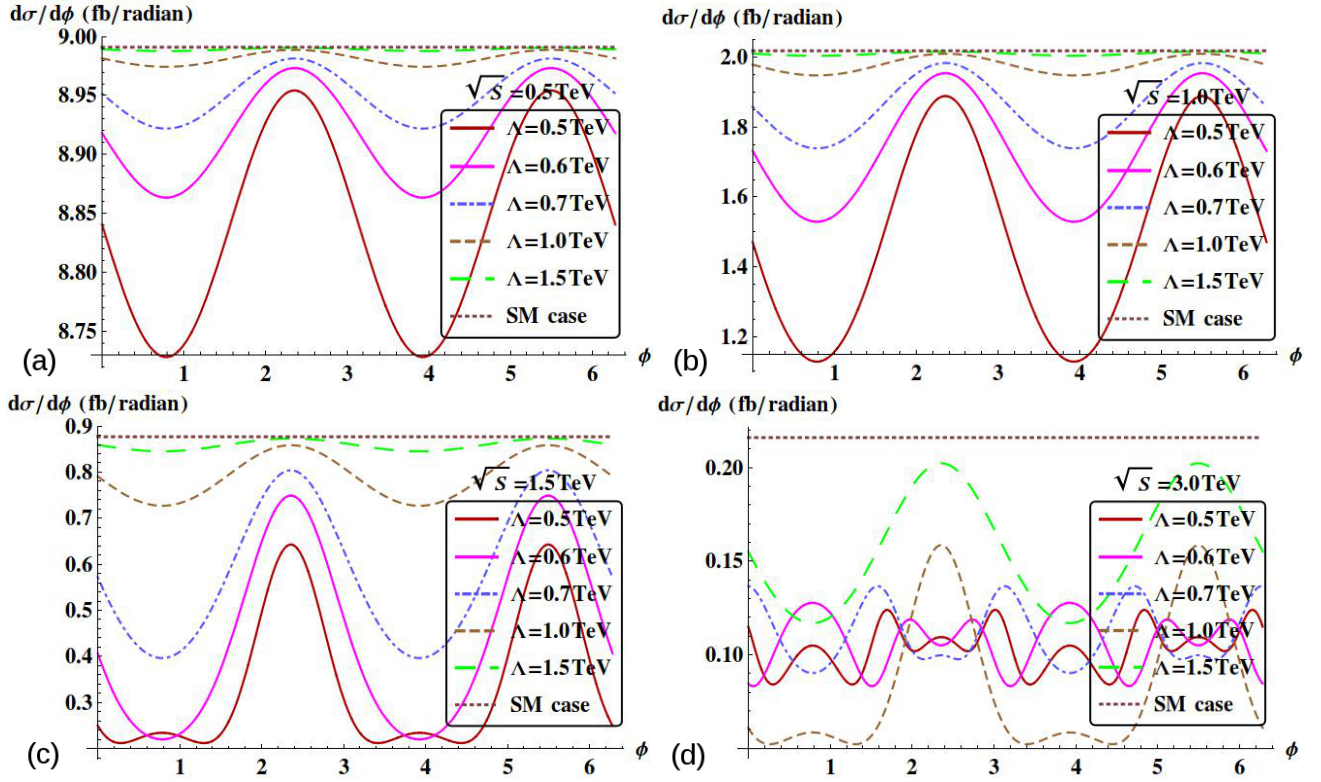 dσ/dϕ (fb/radian)
9.00
8.95
8.90
8.85
8.80
8.75
√S =0.5TeV
Λ=0.5TeV
Λ=0.6TeV
Λ=0.7TeV
Λ=1.0TeV
Λ=1.5TeV
SM case
1 2 3 4 5 6 ϕ
(a)
dσ/dϕ (fb/radian)
2.0
1.8
1.6
1.4
1.2
√S =1.0TeV
Λ=0.5TeV
Λ=0.6TeV
Λ=0.7TeV
Λ=1.0TeV
Λ=1.5TeV
SM case
1 2 3 4 5 6 ϕ
(b)
dσ/dϕ (fb/radian)
0.9
0.8
0.7
0.6
0.5
0.4
0.3
√S =1.5TeV
Λ=0.5TeV
Λ=0.6TeV
Λ=0.7TeV
Λ=1.0TeV
Λ=1.5TeV
SM case
1 2 3 4 5 6 ϕ
(c)
dσ/dϕ (fb/radian)
0.20
0.15
0.10
√S =3.0TeV
Λ=0.5TeV
Λ=0.6TeV
Λ=0.7TeV
Λ=1.0TeV
Λ=1.5TeV
SM case
1 2 3 4 5 6 ϕ
(d)